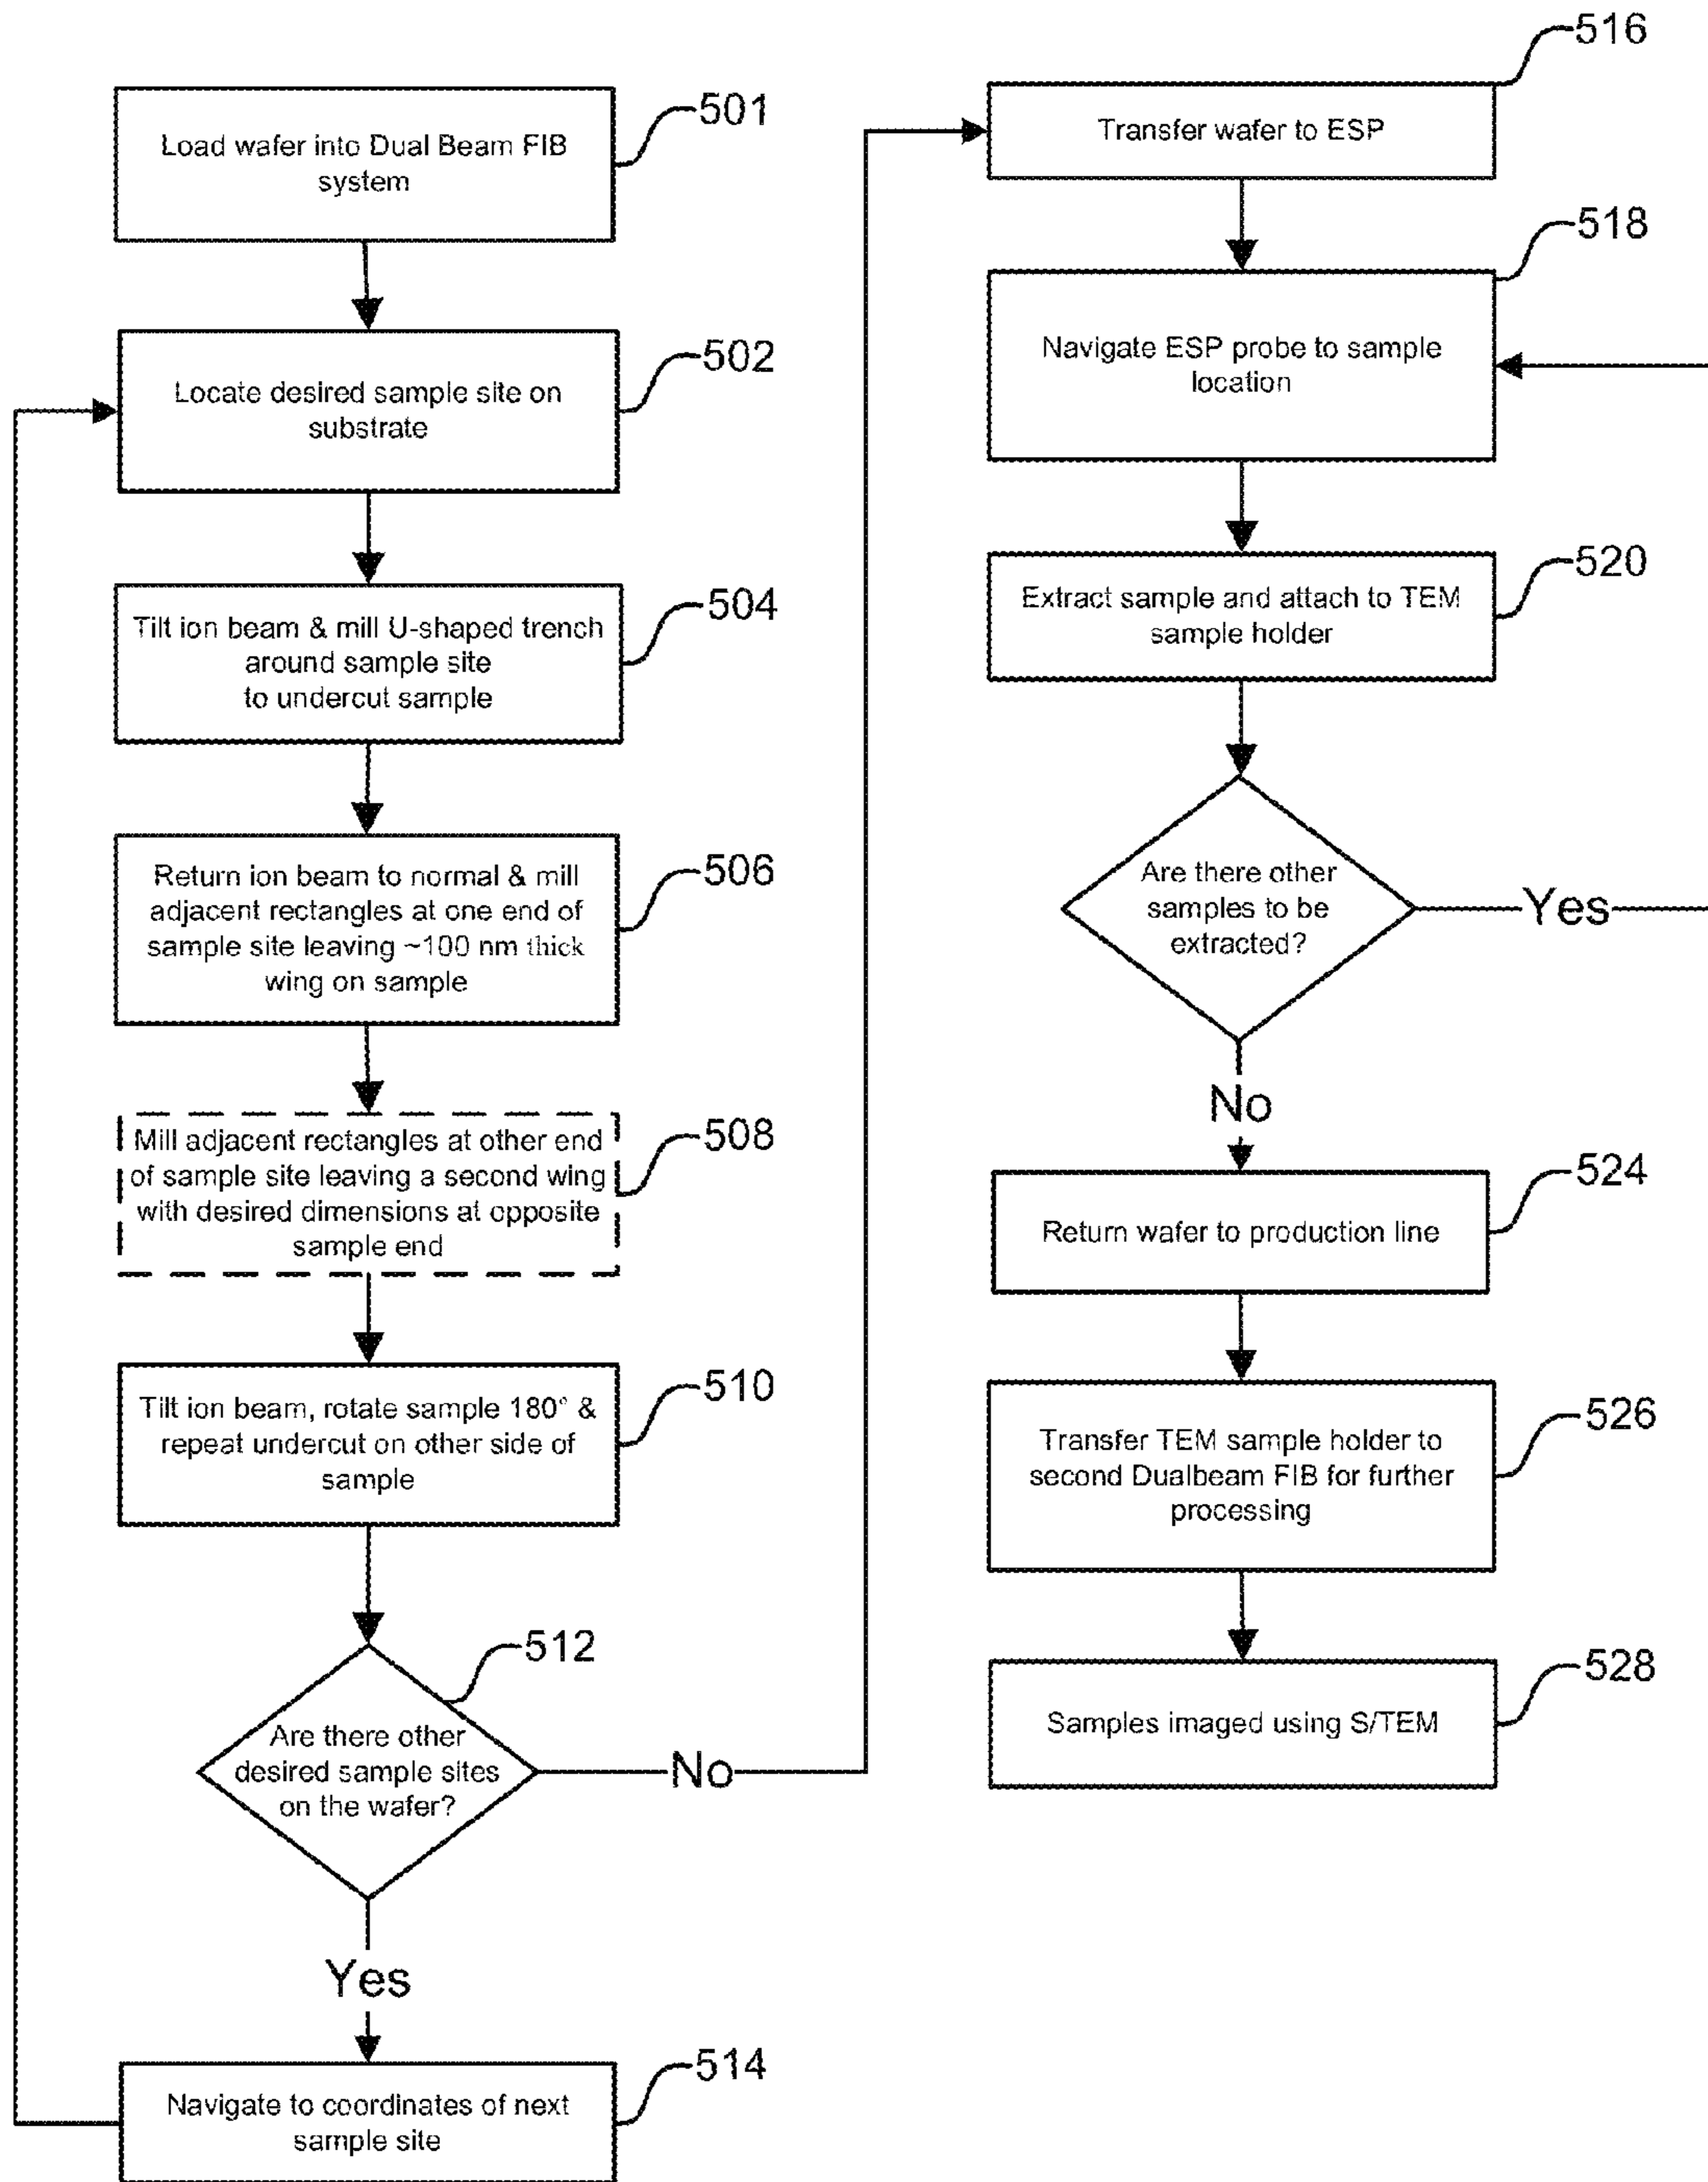 501
Load wafer into Dual Beam FIB
system
502
Locate desired sample site on
substrate
504
Tilt ion beam & mill U-shaped trench
around sample site
to undercut sample
506
Return ion beam to normal & mill
adjacent rectangles at one end of
sample site leaving ~100 nm thick
wing on sample
508
Mill adjacent rectangles at other end
of sample site leaving a second wing
with desired dimensions at opposite
sample end
510
Tilt ion beam, rotate sample 180° &
repeat undercut on other side of
sample
512
Are there other
desired sample sites
on the wafer?
No
Yes
514
Navigate to coordinates of next
sample site
516
Transfer wafer to ESP
518
Navigate ESP probe to sample
location
520
Extract sample and attach to TEM
sample holder
Are there other
samples to be
extracted?
Yes
No
524
Return wafer to production line
526
Transfer TEM sample holder to
second Dualbeam FIB for further
processing
528
Samples imaged using S/TEM